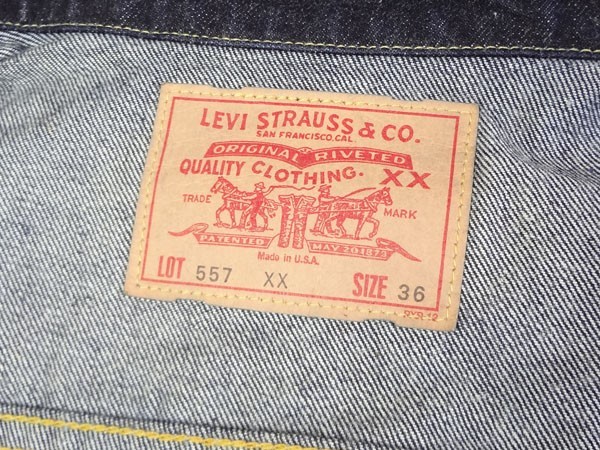 LEVI STRAUSS & CO.
SAN FRANCISCO, CAL.
ORIGINAL RIVETED
QUALITY CLOTHING. XX
TRADE MARK
PATENTED MAY 20 1873
Made in U.S.A.
LOT 557 XX SIZE 36